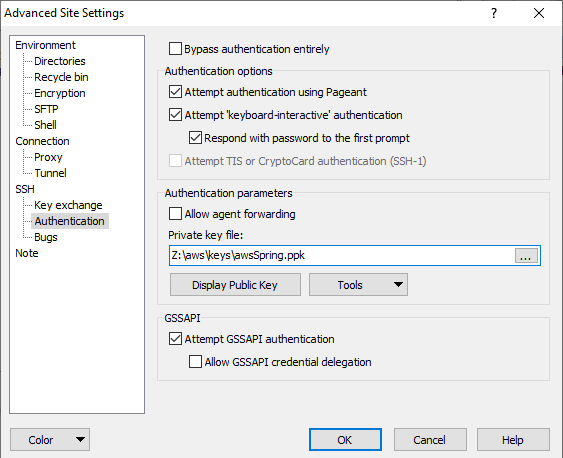 Advanced Site Settings ? ×
Environment
Directories
Recycle bin
Encryption
SFTP
Shell
Connection
Proxy
Tunnel
SSH
Key exchange
Authentication
Bugs
Note
Bypass authentication entirely
Authentication options
Attempt authentication using Pageant
Attempt 'keyboard-interactive' authentication
Respond with password to the first prompt
Attempt TIS or CryptoCard authentication (SSH-1)
Authentication parameters
Allow agent forwarding
Private key file:
Z:\aws\keys\awsSpring.ppk ...
Display Public Key Tools
GSSAPI
Attempt GSSAPI authentication
Allow GSSAPI credential delegation
Color OK Cancel Help